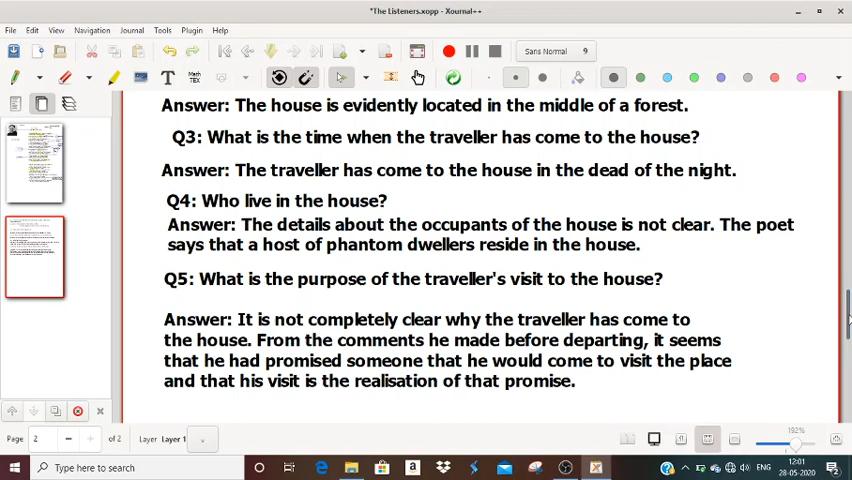 *The Listeners.xopp - Xournal++
File Edit View Navigation Journal Tools Plugin Help
Sans Normal 9
T Math TEX
Answer: The house is evidently located in the middle of a forest.
Q3: What is the time when the traveller has come to the house?
Answer: The traveller has come to the house in the dead of the night.
Q4: Who live in the house?
Answer: The details about the occupants of the house is not clear. The poet
says that a host of phantom dwellers reside in the house.
Q5: What is the purpose of the traveller's visit to the house?
Answer: It is not completely clear why the traveller has come to
the house. From the comments he made before departing, it seems
that he had promised someone that he would come to visit the place
and that his visit is the realisation of that promise.
Page 2 of 2 Layer Layer 1 192%
Type here to search
ENG 12:01
28-05-2020 2